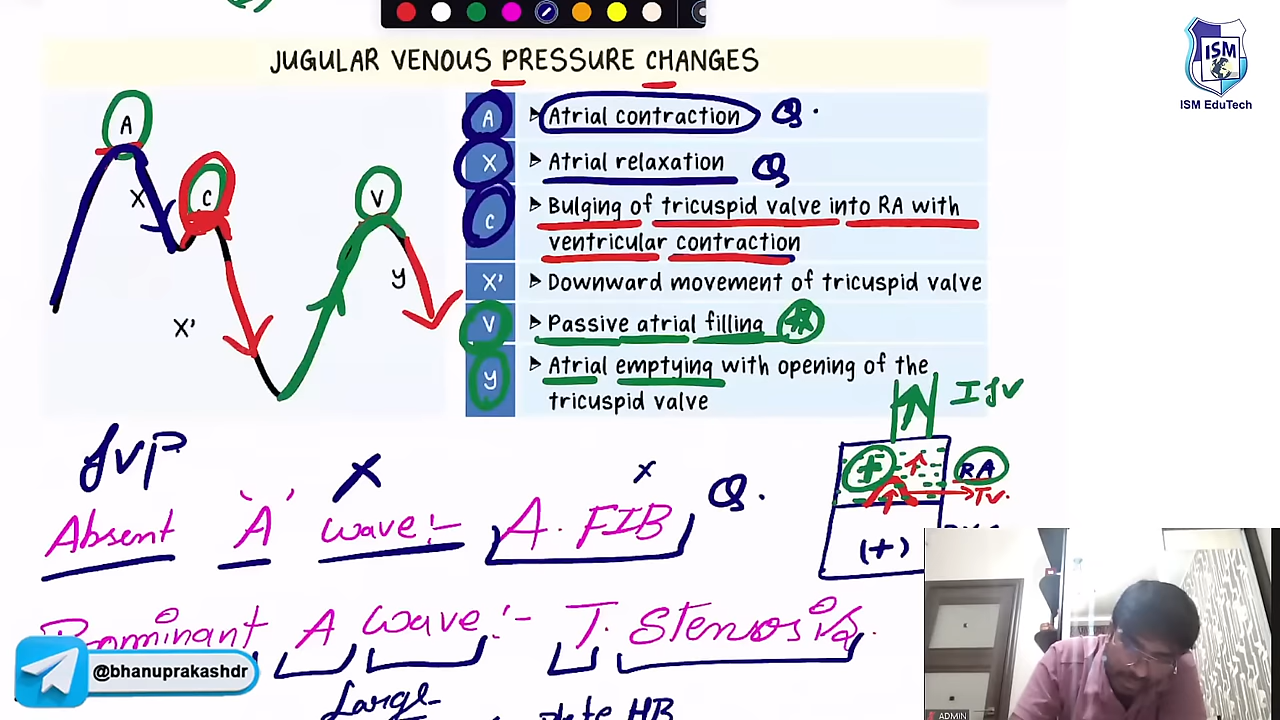 ISM
ISM EduTech
JUGULAR VENOUS PRESSURE CHANGES
A
X
C
X'
V
y
A ➤ Atrial contraction Q.
X ➤ Atrial relaxation Q
C ➤ Bulging of tricuspid valve into RA with
ventricular contraction
X' ➤ Downward movement of tricuspid valve
V ➤ Passive atrial filling
y ➤ Atrial emptying with opening of the
tricuspid valve
IJV
+ RA
TV.
(+)
JVP
X x
Absent 'A' wave:- A. FIB Q.
Prominant A wave:- T. Stenosis.
@bhanuprakashdr
Large-
HB
ADMIN